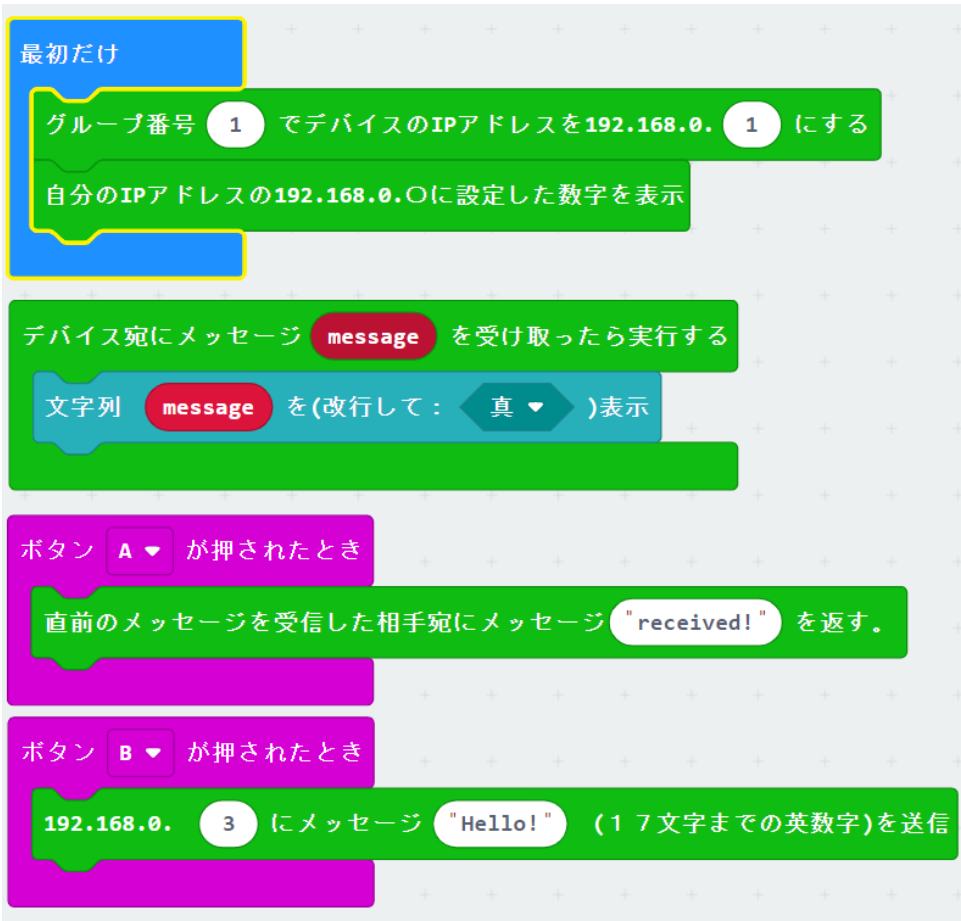 最初だけ
グループ番号 1 でデバイスのIPアドレスを192.168.0. 1 にする
自分のIPアドレスの192.168.0.〇に設定した数字を表示
デバイス宛にメッセージ message を受け取ったら実行する
文字列 message を(改行して： 真 )表示
ボタン A が押されたとき
直前のメッセージを受信した相手宛にメッセージ "received!" を返す。
ボタン B が押されたとき
192.168.0. 3 にメッセージ "Hello!" (１７文字までの英数字)を送信